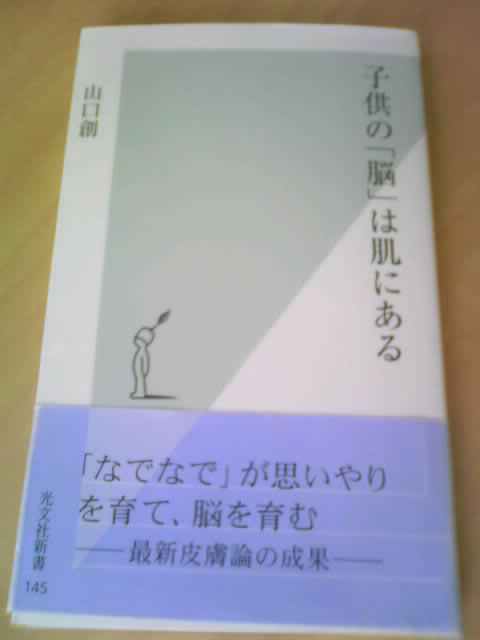 子供の「脳」は肌にある
山口創
「なでなで」が思いやり
を育て、脳を育む
──最新皮膚論の成果──
光文社新書
145